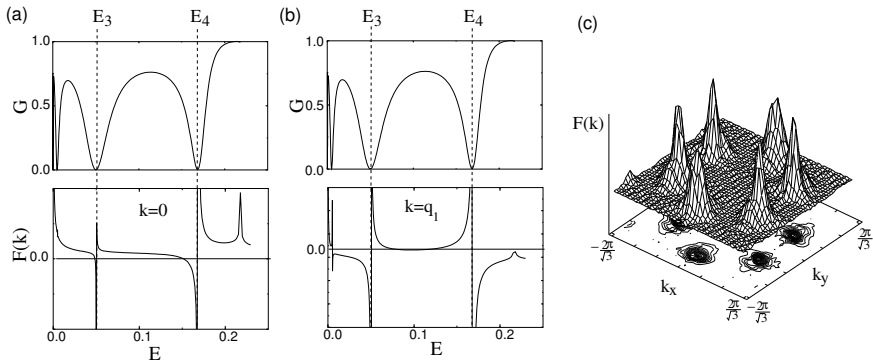 (a)
E3
E4
1.0
G
0.5
0.0
k=0
F(k)
0.0
0.0
0.1
0.2
E
(b)
E3
E4
1.0
G
0.5
0.0
k=q1
0.0
0.0
0.1
0.2
E
(c)
F(k)
-2π/√3
kx
2π/√3
-2π/√3
ky
2π/√3